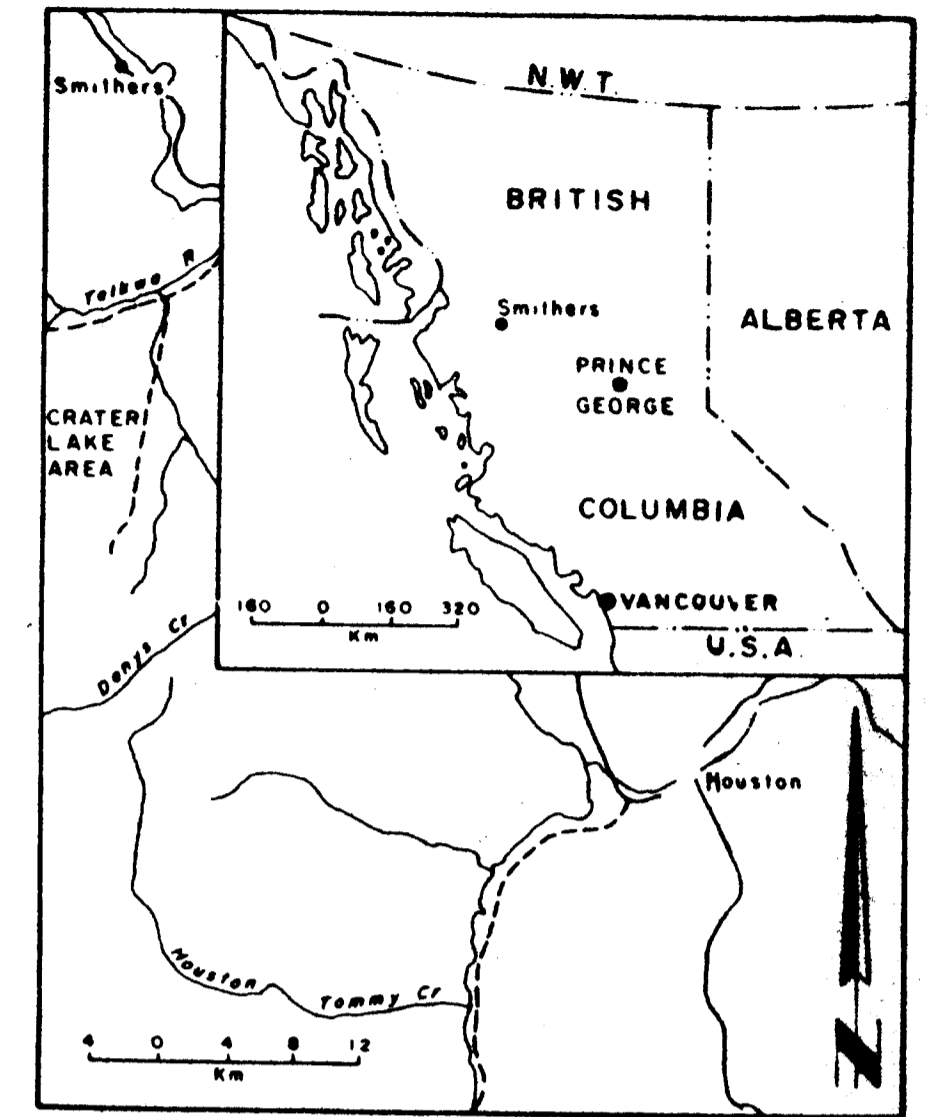 Smithers
N.W.T.
BRITISH
Telkwa R
Smithers
ALBERTA
PRINCE
GEORGE
CRATER
LAKE
AREA
COLUMBIA
160 0 160 320
Km
VANCOUVER
U.S.A.
Denys Cr
Houston
Houston
Tommy Cr
4 0 4 8 12
Km
N